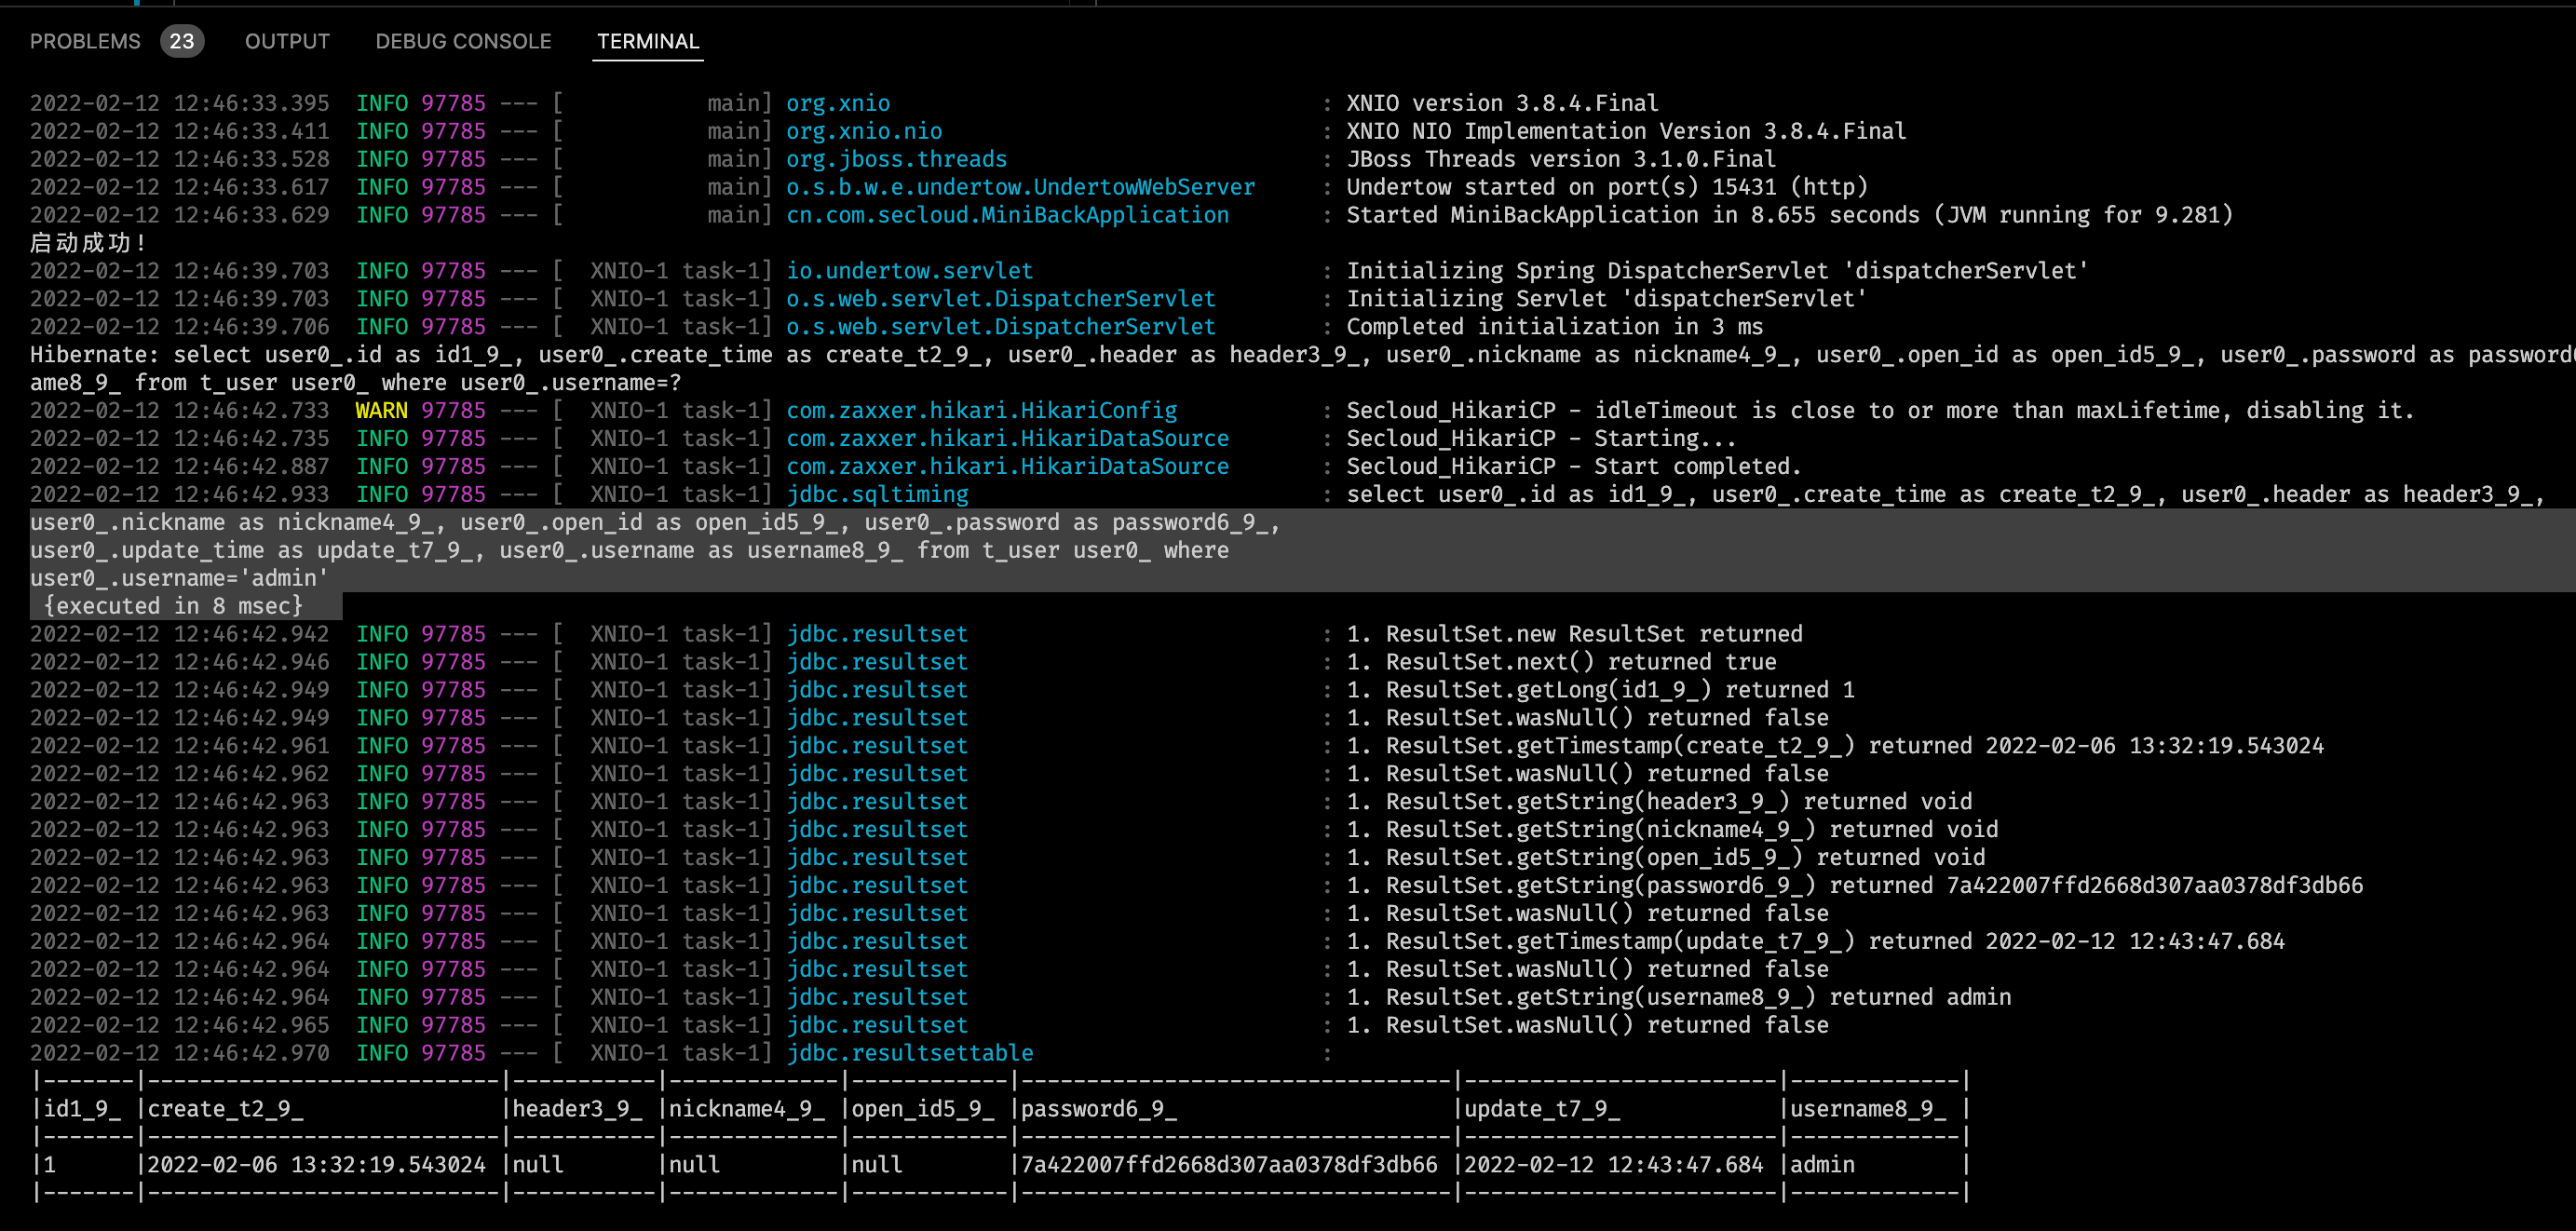 PROBLEMS 23 OUTPUT DEBUG CONSOLE TERMINAL
2022-02-12 12:46:33.395  INFO 97785 --- [           main] org.xnio                                 : XNIO version 3.8.4.Final
2022-02-12 12:46:33.411  INFO 97785 --- [           main] org.xnio.nio                             : XNIO NIO Implementation Version 3.8.4.Final
2022-02-12 12:46:33.528  INFO 97785 --- [           main] org.jboss.threads                        : JBoss Threads version 3.1.0.Final
2022-02-12 12:46:33.617  INFO 97785 --- [           main] o.s.b.w.e.undertow.UndertowWebServer     : Undertow started on port(s) 15431 (http)
2022-02-12 12:46:33.629  INFO 97785 --- [           main] cn.com.secloud.MiniBackApplication       : Started MiniBackApplication in 8.655 seconds (JVM running for 9.281)
启动成功!
2022-02-12 12:46:39.703  INFO 97785 --- [  XNIO-1 task-1] io.undertow.servlet                      : Initializing Spring DispatcherServlet 'dispatcherServlet'
2022-02-12 12:46:39.703  INFO 97785 --- [  XNIO-1 task-1] o.s.web.servlet.DispatcherServlet        : Initializing Servlet 'dispatcherServlet'
2022-02-12 12:46:39.706  INFO 97785 --- [  XNIO-1 task-1] o.s.web.servlet.DispatcherServlet        : Completed initialization in 3 ms
Hibernate: select user0_.id as id1_9_, user0_.create_time as create_t2_9_, user0_.header as header3_9_, user0_.nickname as nickname4_9_, user0_.open_id as open_id5_9_, user0_.password as password
ame8_9_ from t_user user0_ where user0_.username=?
2022-02-12 12:46:42.733  WARN 97785 --- [  XNIO-1 task-1] com.zaxxer.hikari.HikariConfig           : Secloud_HikariCP - idleTimeout is close to or more than maxLifetime, disabling it.
2022-02-12 12:46:42.735  INFO 97785 --- [  XNIO-1 task-1] com.zaxxer.hikari.HikariDataSource       : Secloud_HikariCP - Starting...
2022-02-12 12:46:42.887  INFO 97785 --- [  XNIO-1 task-1] com.zaxxer.hikari.HikariDataSource       : Secloud_HikariCP - Start completed.
2022-02-12 12:46:42.933  INFO 97785 --- [  XNIO-1 task-1] jdbc.sqltiming                           : select user0_.id as id1_9_, user0_.create_time as create_t2_9_, user0_.header as header3_9_,
user0_.nickname as nickname4_9_, user0_.open_id as open_id5_9_, user0_.password as password6_9_,
user0_.update_time as update_t7_9_, user0_.username as username8_9_ from t_user user0_ where
user0_.username='admin'
 {executed in 8 msec}
2022-02-12 12:46:42.942  INFO 97785 --- [  XNIO-1 task-1] jdbc.resultset                           : 1. ResultSet.new ResultSet returned
2022-02-12 12:46:42.946  INFO 97785 --- [  XNIO-1 task-1] jdbc.resultset                           : 1. ResultSet.next() returned true
2022-02-12 12:46:42.949  INFO 97785 --- [  XNIO-1 task-1] jdbc.resultset                           : 1. ResultSet.getLong(id1_9_) returned 1
2022-02-12 12:46:42.949  INFO 97785 --- [  XNIO-1 task-1] jdbc.resultset                           : 1. ResultSet.wasNull() returned false
2022-02-12 12:46:42.961  INFO 97785 --- [  XNIO-1 task-1] jdbc.resultset                           : 1. ResultSet.getTimestamp(create_t2_9_) returned 2022-02-06 13:32:19.543024
2022-02-12 12:46:42.962  INFO 97785 --- [  XNIO-1 task-1] jdbc.resultset                           : 1. ResultSet.wasNull() returned false
2022-02-12 12:46:42.963  INFO 97785 --- [  XNIO-1 task-1] jdbc.resultset                           : 1. ResultSet.getString(header3_9_) returned void
2022-02-12 12:46:42.963  INFO 97785 --- [  XNIO-1 task-1] jdbc.resultset                           : 1. ResultSet.getString(nickname4_9_) returned void
2022-02-12 12:46:42.963  INFO 97785 --- [  XNIO-1 task-1] jdbc.resultset                           : 1. ResultSet.getString(open_id5_9_) returned void
2022-02-12 12:46:42.963  INFO 97785 --- [  XNIO-1 task-1] jdbc.resultset                           : 1. ResultSet.getString(password6_9_) returned 7a422007ffd2668d307aa0378df3db66
2022-02-12 12:46:42.963  INFO 97785 --- [  XNIO-1 task-1] jdbc.resultset                           : 1. ResultSet.wasNull() returned false
2022-02-12 12:46:42.964  INFO 97785 --- [  XNIO-1 task-1] jdbc.resultset                           : 1. ResultSet.getTimestamp(update_t7_9_) returned 2022-02-12 12:43:47.684
2022-02-12 12:46:42.964  INFO 97785 --- [  XNIO-1 task-1] jdbc.resultset                           : 1. ResultSet.wasNull() returned false
2022-02-12 12:46:42.964  INFO 97785 --- [  XNIO-1 task-1] jdbc.resultset                           : 1. ResultSet.getString(username8_9_) returned admin
2022-02-12 12:46:42.965  INFO 97785 --- [  XNIO-1 task-1] jdbc.resultset                           : 1. ResultSet.wasNull() returned false
2022-02-12 12:46:42.970  INFO 97785 --- [  XNIO-1 task-1] jdbc.resultsettable                      :
|-------|---------------------------|-----------|-------------|------------|---------------------------------|------------------------|-------------|
|id1_9_ |create_t2_9_               |header3_9_ |nickname4_9_ |open_id5_9_ |password6_9_                     |update_t7_9_            |username8_9_ |
|-------|---------------------------|-----------|-------------|------------|---------------------------------|------------------------|-------------|
|1      |2022-02-06 13:32:19.543024 |null       |null         |null        |7a422007ffd2668d307aa0378df3db66 |2022-02-12 12:43:47.684 |admin        |
|-------|---------------------------|-----------|-------------|------------|---------------------------------|------------------------|-------------|